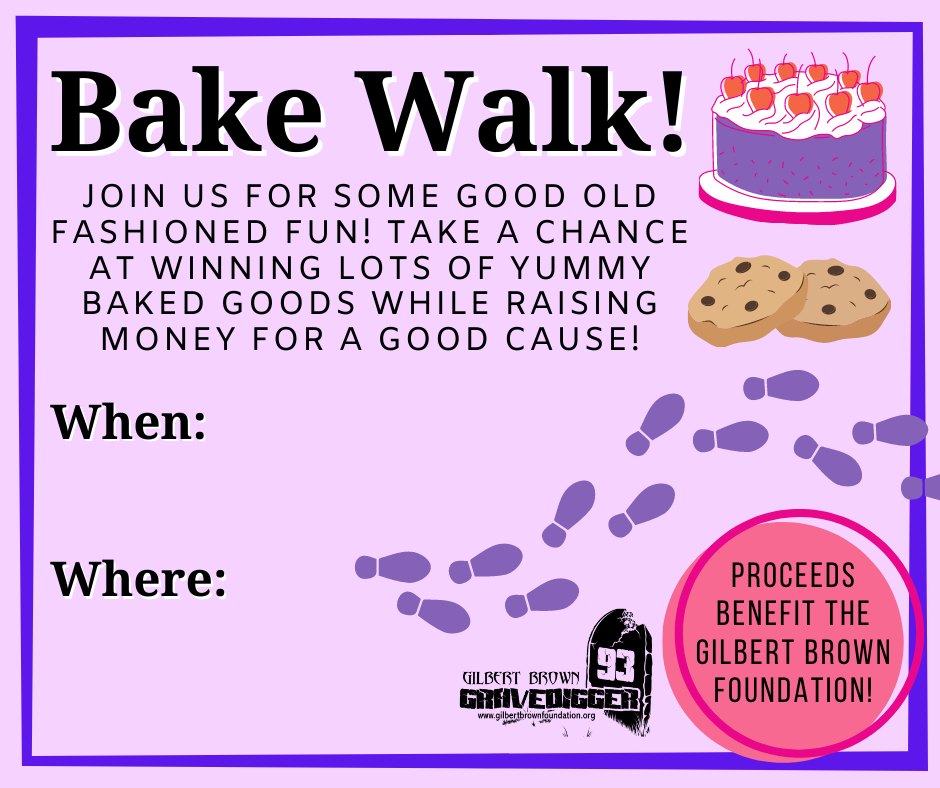 Bake Walk!
JOIN US FOR SOME GOOD OLD
FASHIONED FUN! TAKE A CHANCE
AT WINNING LOTS OF YUMMY
BAKED GOODS WHILE RAISING
MONEY FOR A GOOD CAUSE!
When:
Where:
PROCEEDS
BENEFIT THE
GILBERT BROWN
FOUNDATION!
93
GILBERT BROWN
GRAVEDIGGER
www.gilbertbrownfoundation.org